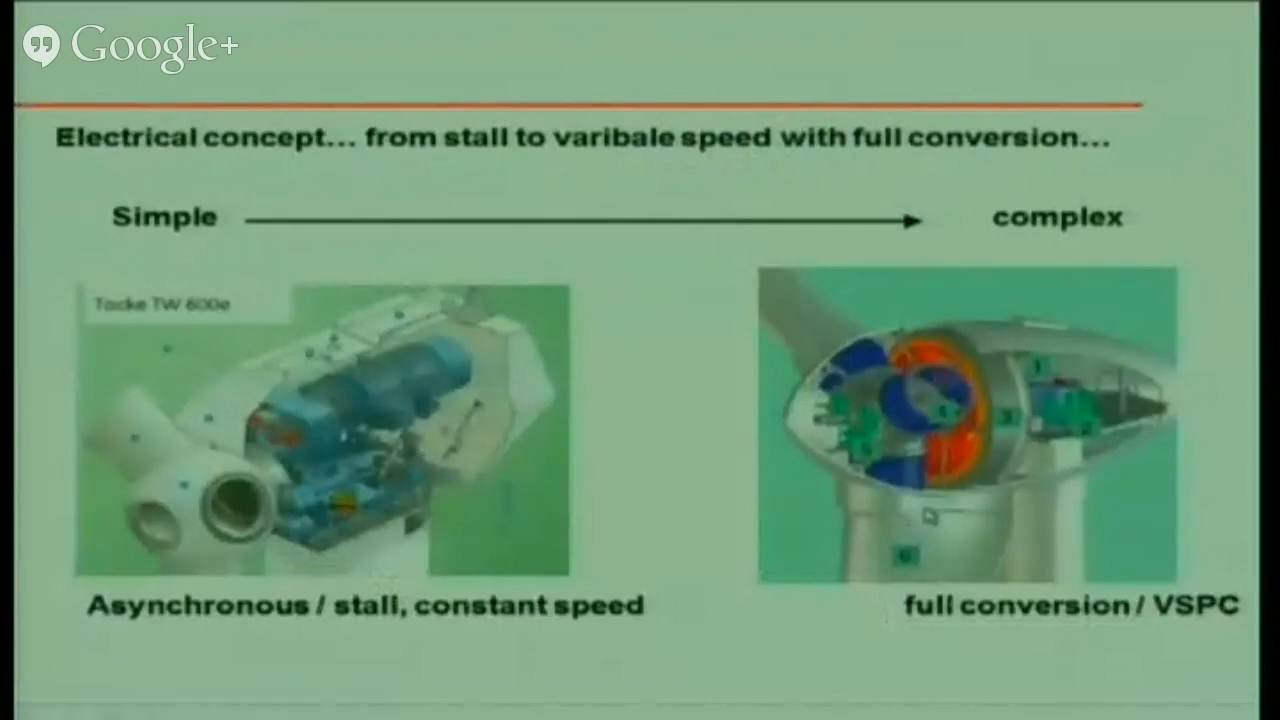 Google+
Electrical concept... from stall to varibale speed with full conversion...
Simple
complex
Tacke TW 600e
Asynchronous / stall, constant speed
full conversion / VSPC